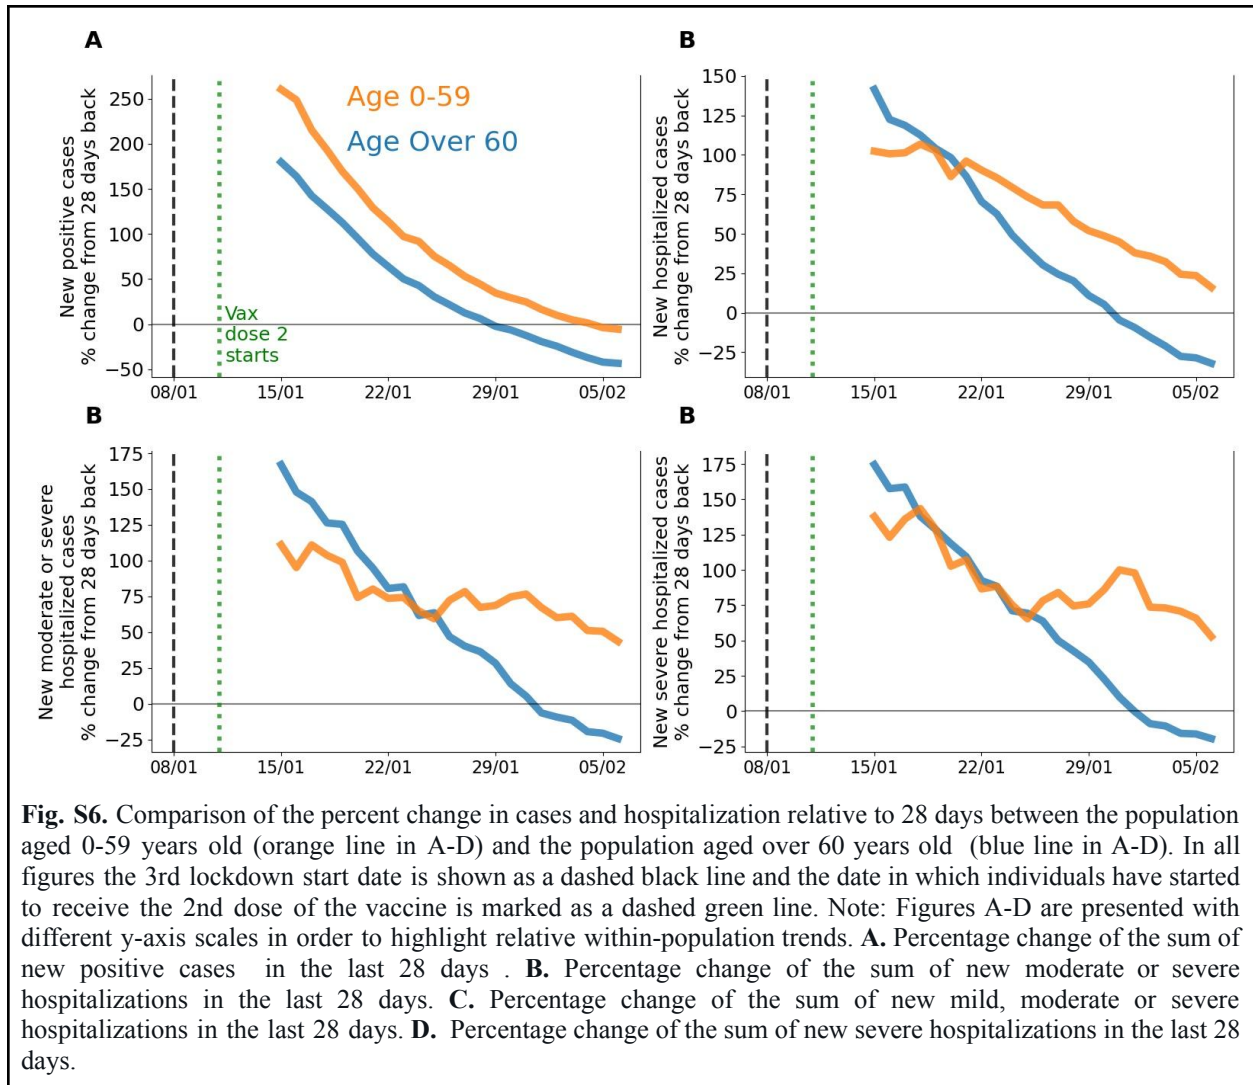 A
New positive cases
% change from 28 days back
250
200
150
100
50
0
−50
Age 0-59
Age Over 60
Vax
dose 2
starts
08/01 15/01 22/01 29/01 05/02
B
New hospitalized cases
% change from 28 days back
150
125
100
75
50
25
0
−25
08/01 15/01 22/01 29/01 05/02
B
New moderate or severe
hospitalized cases
% change from 28 days back
175
150
125
100
75
50
25
0
−25
08/01 15/01 22/01 29/01 05/02
B
New severe hospitalized cases
% change from 28 days back
175
150
125
100
75
50
25
0
−25
08/01 15/01 22/01 29/01 05/02
Fig. S6. Comparison of the percent change in cases and hospitalization relative to 28 days between the population
aged 0-59 years old (orange line in A-D) and the population aged over 60 years old (blue line in A-D). In all
figures the 3rd lockdown start date is shown as a dashed black line and the date in which individuals have started
to receive the 2nd dose of the vaccine is marked as a dashed green line. Note: Figures A-D are presented with
different y-axis scales in order to highlight relative within-population trends. A. Percentage change of the sum of
new positive cases in the last 28 days . B. Percentage change of the sum of new moderate or severe
hospitalizations in the last 28 days. C. Percentage change of the sum of new mild, moderate or severe
hospitalizations in the last 28 days. D. Percentage change of the sum of new severe hospitalizations in the last 28
days.